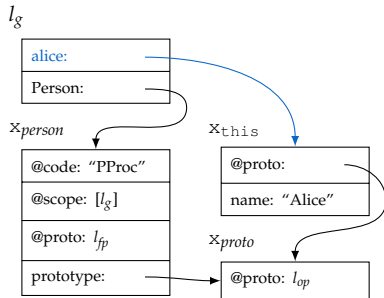 l_g
alice:
Person:
x_person
@code: “PProc”
@scope: [l_g]
@proto: l_fp
prototype:
x_this
@proto:
name: “Alice”
x_proto
@proto: l_op